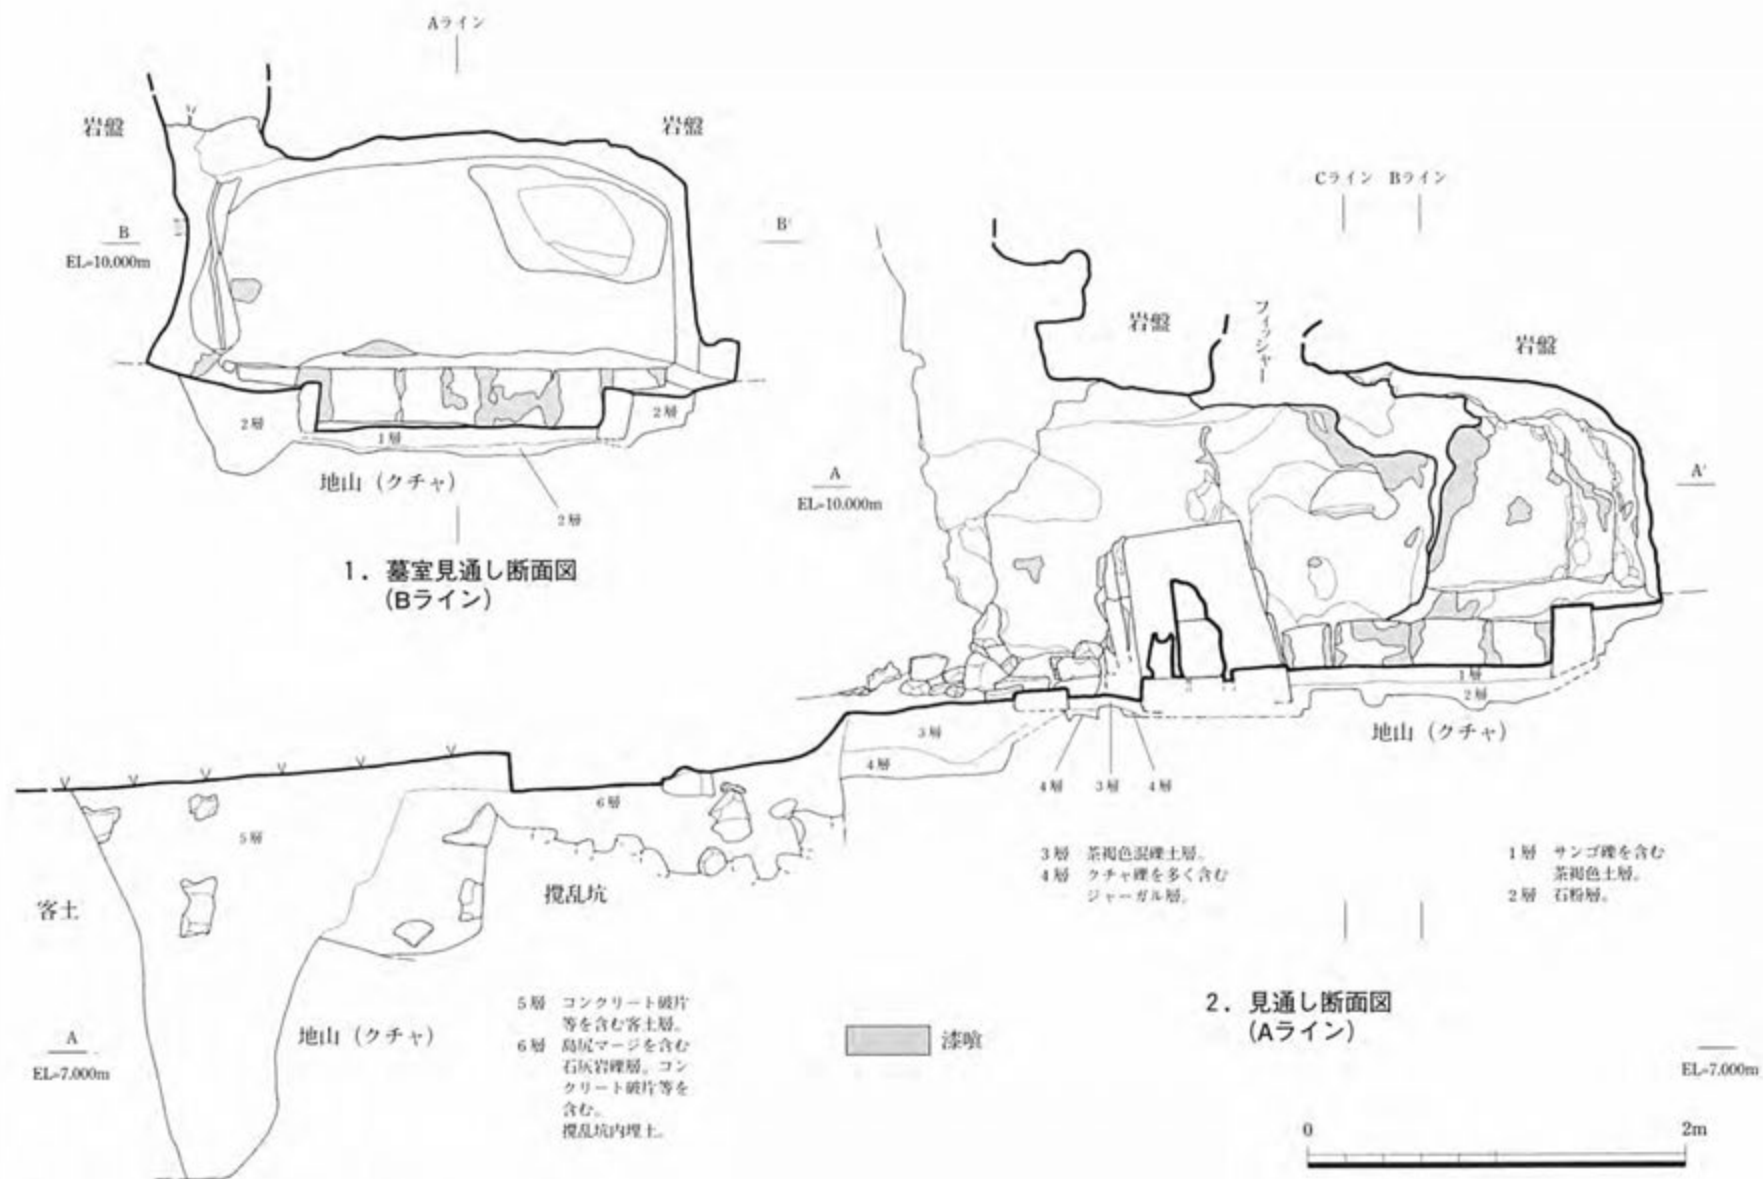 Aライン
岩盤
岩盤
B
EL=10.000m
B'
2層
2層
1層
地山（クチャ）
2層
1．墓室見通し断面図
(Bライン)
Cライン Bライン
岩盤
フィッシャー
岩盤
A
EL=10.000m
A'
1層
2層
地山（クチャ）
3層
4層
4層 3層 4層
6層
5層
客土
攪乱坑
地山（クチャ）
A
EL=7.000m
3層 茶褐色混礫土層。
4層 クチャ礫を多く含む
ジャーガル層。
1層 サンゴ礫を含む
茶褐色土層。
2層 石粉層。
5層 コンクリート破片
等を含む客土層。
6層 島尻マージを含む
石灰岩礫層。コン
クリート破片等を
含む。
攪乱坑内埋土。
漆喰
2．見通し断面図
(Aライン)
EL=7.000m
0 2m